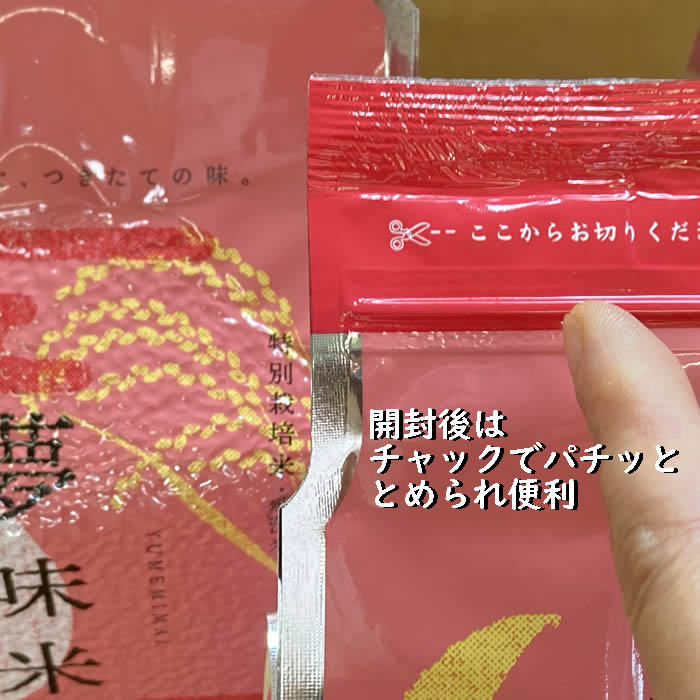 、つきたての味。
ここからお切りくだ
特別栽培米
開封後は
チャックでパチッと
とめられ便利
夢
味
米
YUMEMIMAI